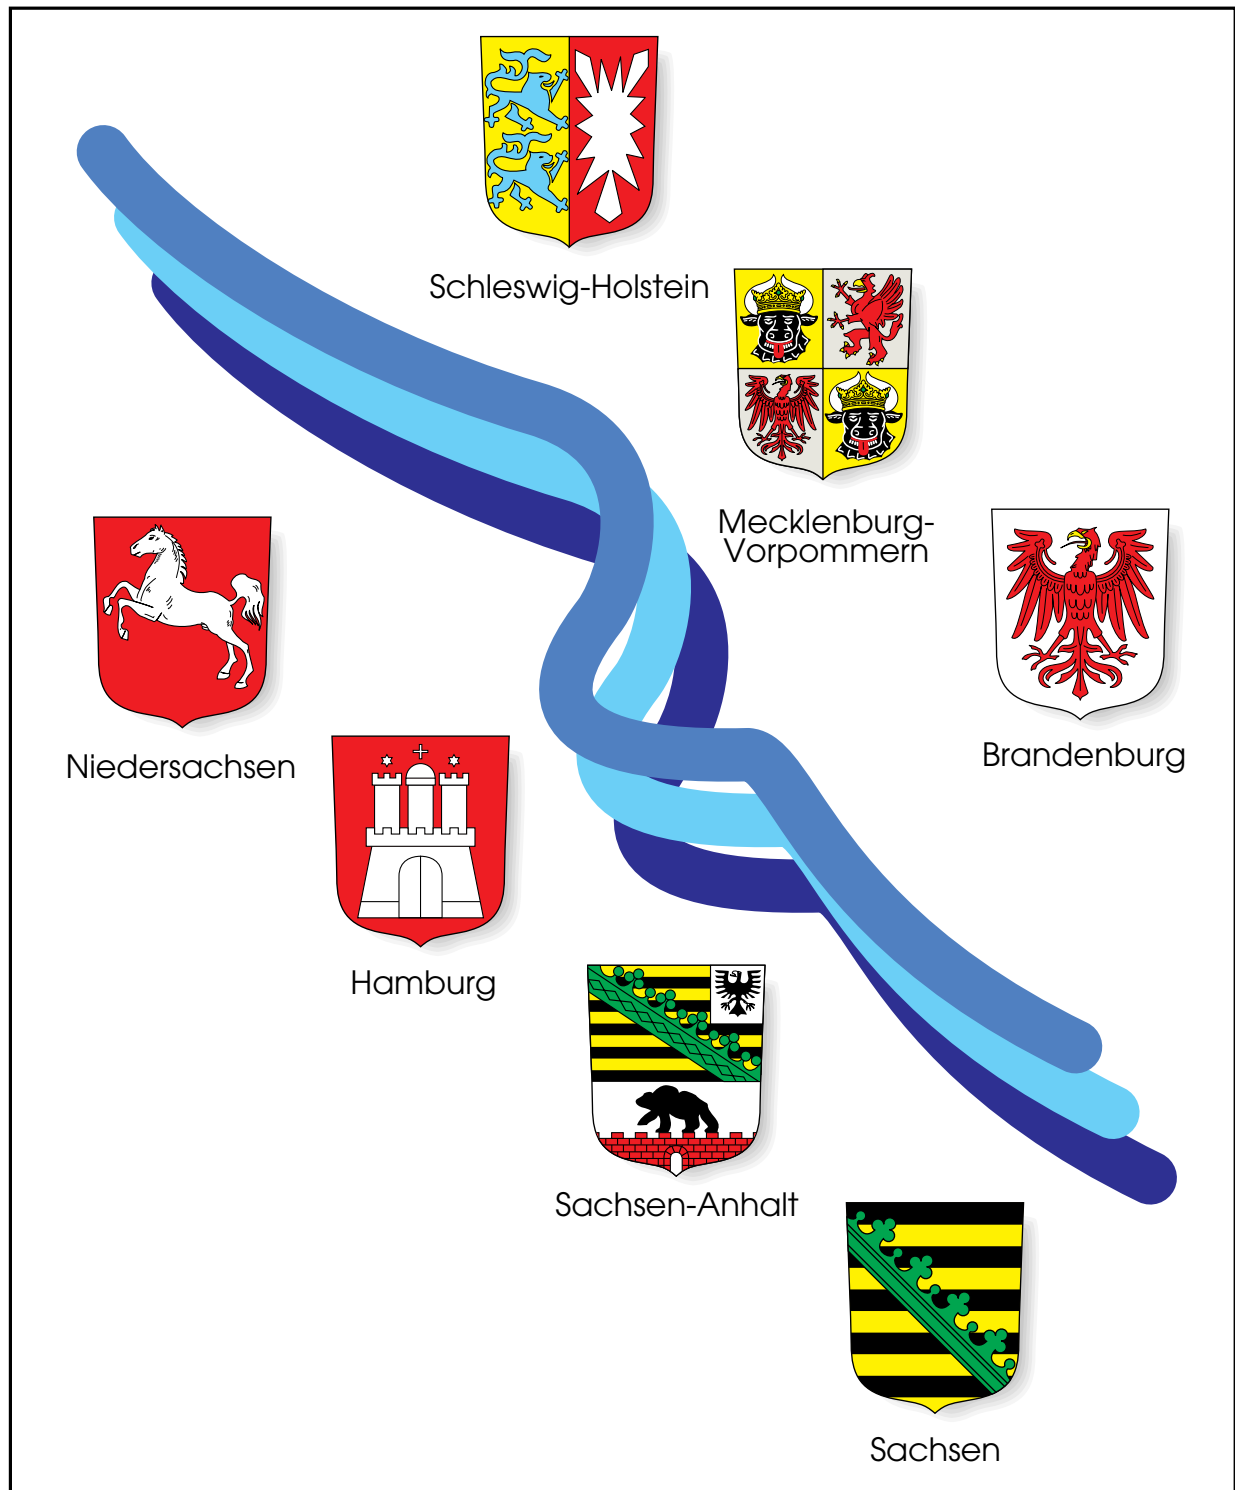 Schleswig-Holstein
Mecklenburg-
Vorpommern
Brandenburg
Niedersachsen
Hamburg
Sachsen-Anhalt
Sachsen